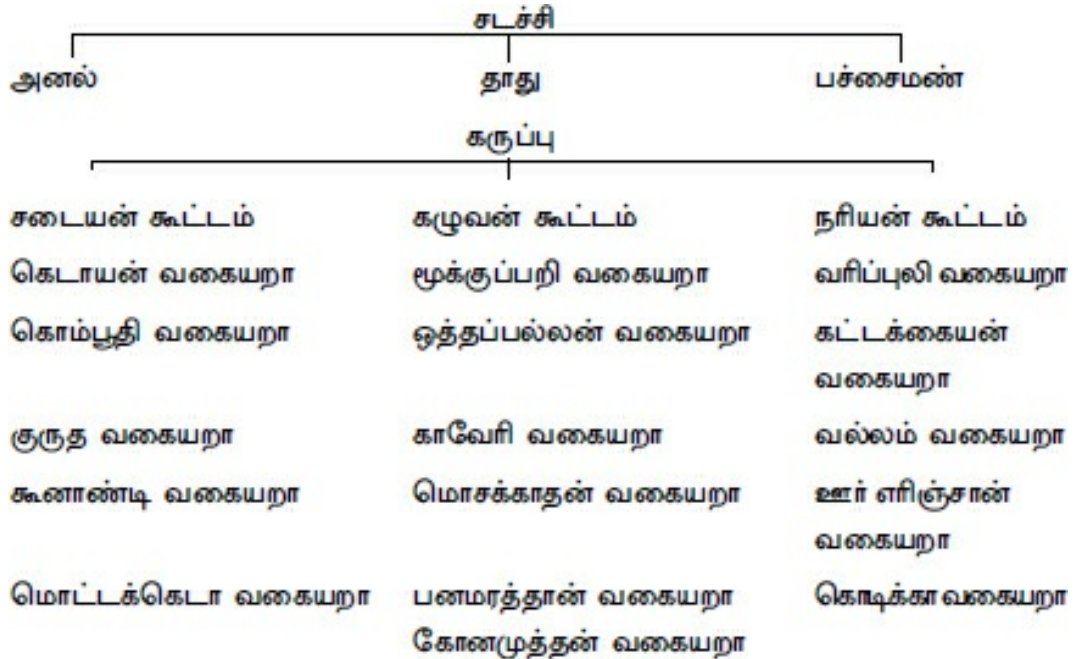 சடச்சி
அனல் தாது பச்சைமண்
கருப்பு
சடையன் கூட்டம் கழுவன் கூட்டம் நரியன் கூட்டம்
கெடாயன் வகையறா மூக்குப்பறி வகையறா வரிப்புலி வகையறா
கொம்பூதி வகையறா ஒத்தப்பல்லன் வகையறா கட்டக்கையன்
வகையறா
குருத வகையறா காவேரி வகையறா வல்லம் வகையறா
கூனாண்டி வகையறா மொசக்காதன் வகையறா ஊர் எரிஞ்சான்
வகையறா
மொட்டக்கெடா வகையறா பனமரத்தான் வகையறா கொடிக்கா வகையறா
கோனமுத்தன் வகையறா